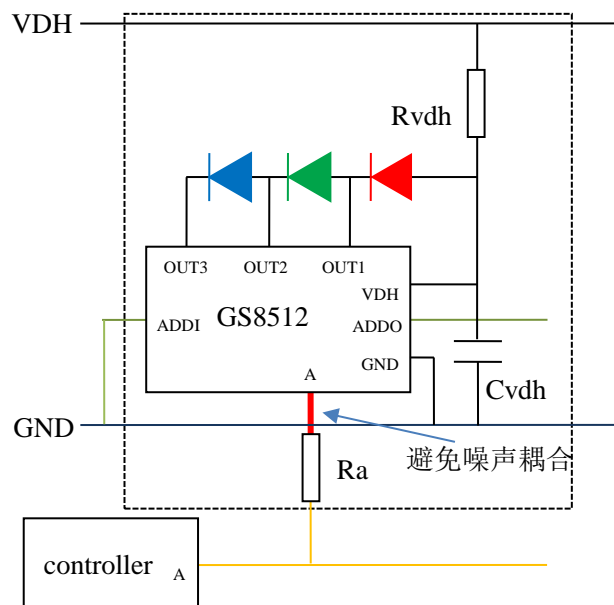 VDH
Rvdh
OUT3 OUT2 OUT1
VDH
ADDI GS8512 ADDO
GND
A
Cvdh
GND
避免噪声耦合
Ra
controller A